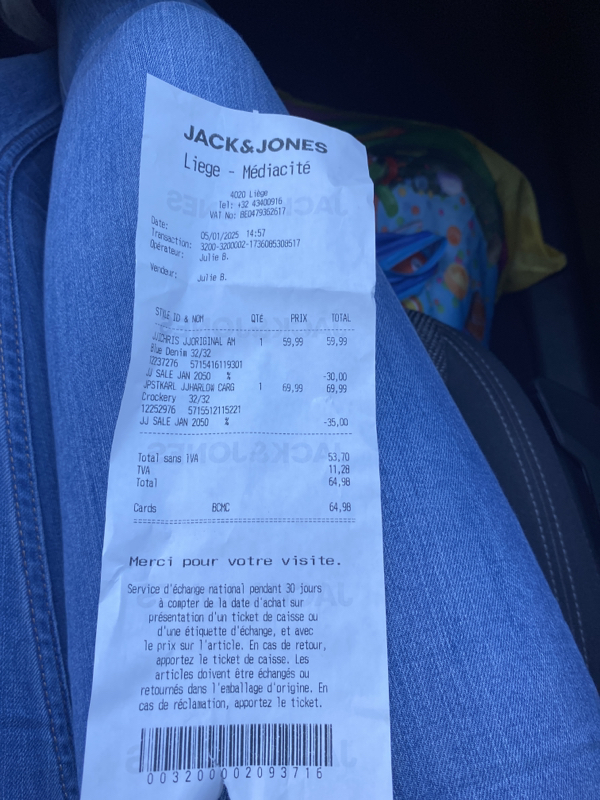 JACK&JONES
Liege - Médiacité
4020 Liège
Tel: +32 43400916
VAT No: BE0479352617
Date: 05/01/2025 14:57
Transaction: 3200-3200002-1736085308517
Opérateur: Julie B.
Vendeur: Julie B.
STYLE ID & NOM QTE PRIX TOTAL
JJICHRIS JJORIGINAL AM 1 59,99 59,99
Blue Denim 32/32
12237276 5715416119301
JJ SALE JAN 2050 % -30,00
JPSTKARL JJHARLOW CARG 1 69,99 69,99
Crockery 32/32
12252976 5715512115221
JJ SALE JAN 2050 % -35,00
Total sans TVA 53,70
TVA 11,28
Total 64,98
Cards BCMC 64,98
Merci pour votre visite.
Service d'échange national pendant 30 jours
à compter de la date d'achat sur
présentation d'un ticket de caisse ou
d'une étiquette d'échange, et avec
le prix sur l'article. En cas de retour,
apportez le ticket de caisse. Les
articles doivent être échangés ou
retournés dans l'emballage d'origine. En
cas de réclamation, apportez le ticket.
0032000002093716